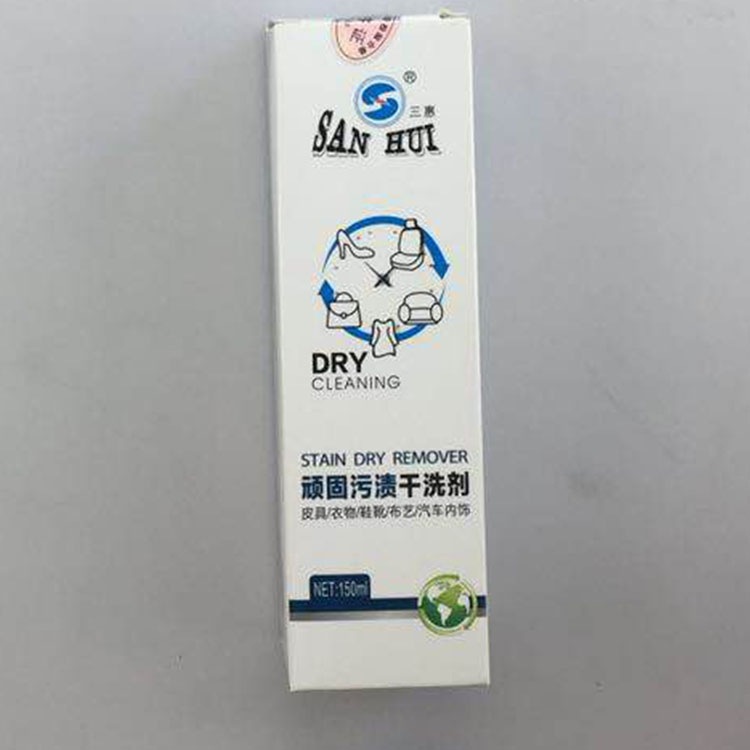 ®
三惠
SAN HUI
DRY
CLEANING
STAIN DRY REMOVER
顽固污渍干洗剂
皮具/衣物/鞋靴/布艺/汽车内饰
NET:150ml